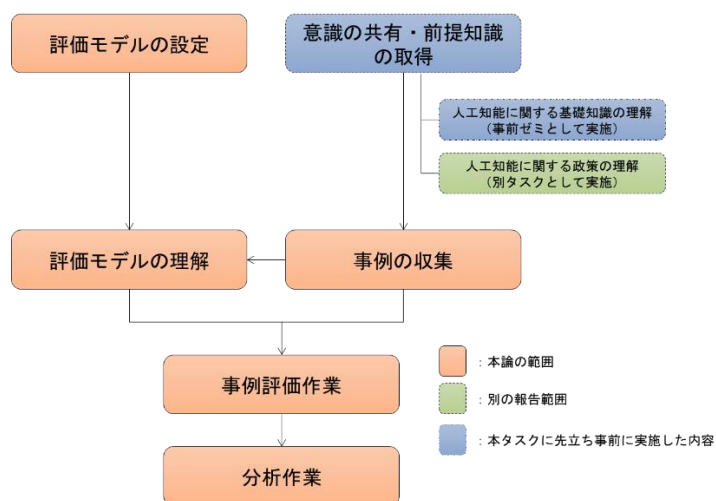 評価モデルの設定
意識の共有・前提知識
の取得
人工知能に関する基礎知識の理解
（事前ゼミとして実施）
人工知能に関する政策の理解
（別タスクとして実施）
評価モデルの理解
事例の収集
事例評価作業
分析作業
：本論の範囲
：別の報告範囲
：本タスクに先立ち事前に実施した内容